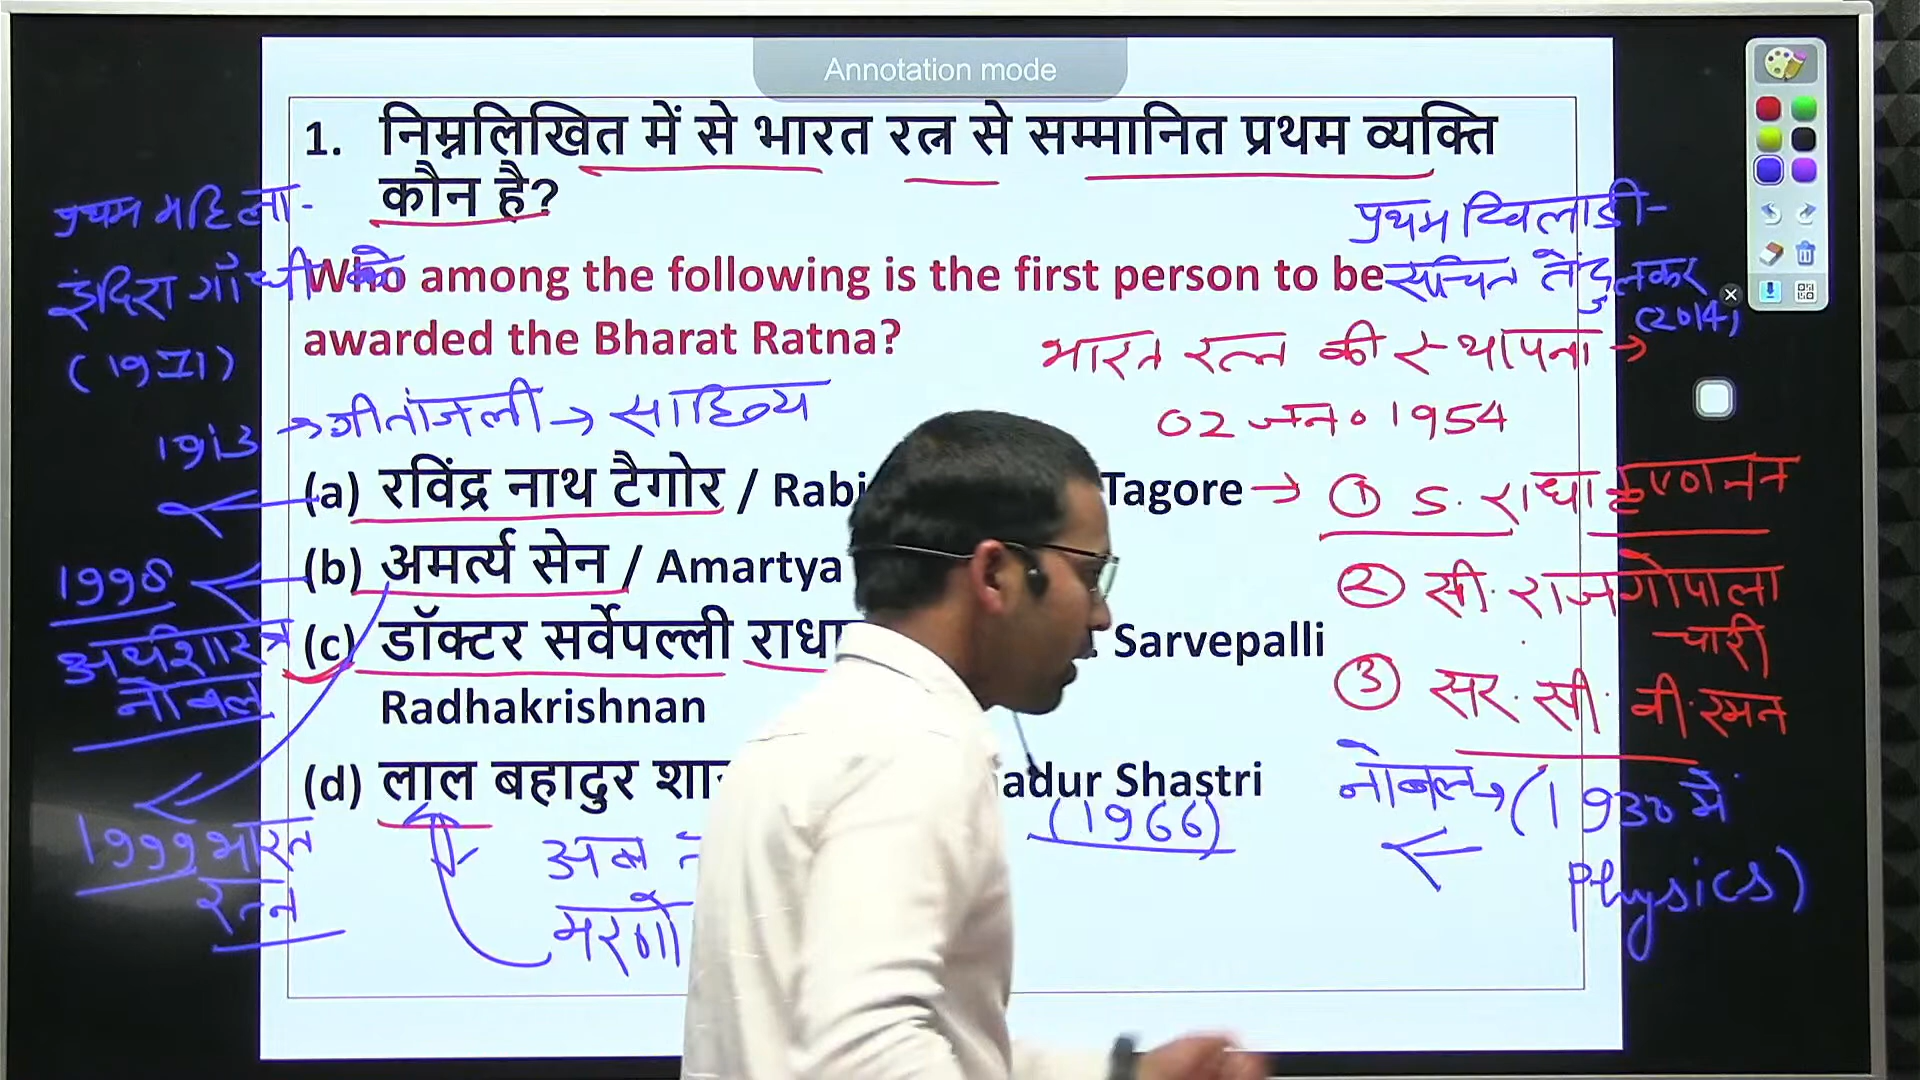 Annotation mode
1. निम्नलिखित में से भारत रत्न से सम्मानित प्रथम व्यक्ति
कौन है?
प्रथम महिला-
इंदिरा गाँधी को
(1971)
प्रथम खिलाड़ी-
सचिन तेंदुलकर
(2014)
Who among the following is the first person to be
awarded the Bharat Ratna?
भारत रत्न की स्थापना →
02 जन० 1954
1913 → गीतांजली → साहित्य
(a) रविंद्र नाथ टैगोर / Rabi Tagore →
① S. राधाकृष्णनन
(b) अमर्त्य सेन / Amartya
1998
अर्थशास्त्र
नोबल
② सी. राजगोपाला
चारी
(c) डॉक्टर सर्वेपल्ली राधा Sarvepalli
Radhakrishnan
③ सर. सी. वी. रमन
नोबल → (1930 में
Physics)
(d) लाल बहादुर शा adur Shastri
(1966)
1999 भारत
रत्न
मरणो